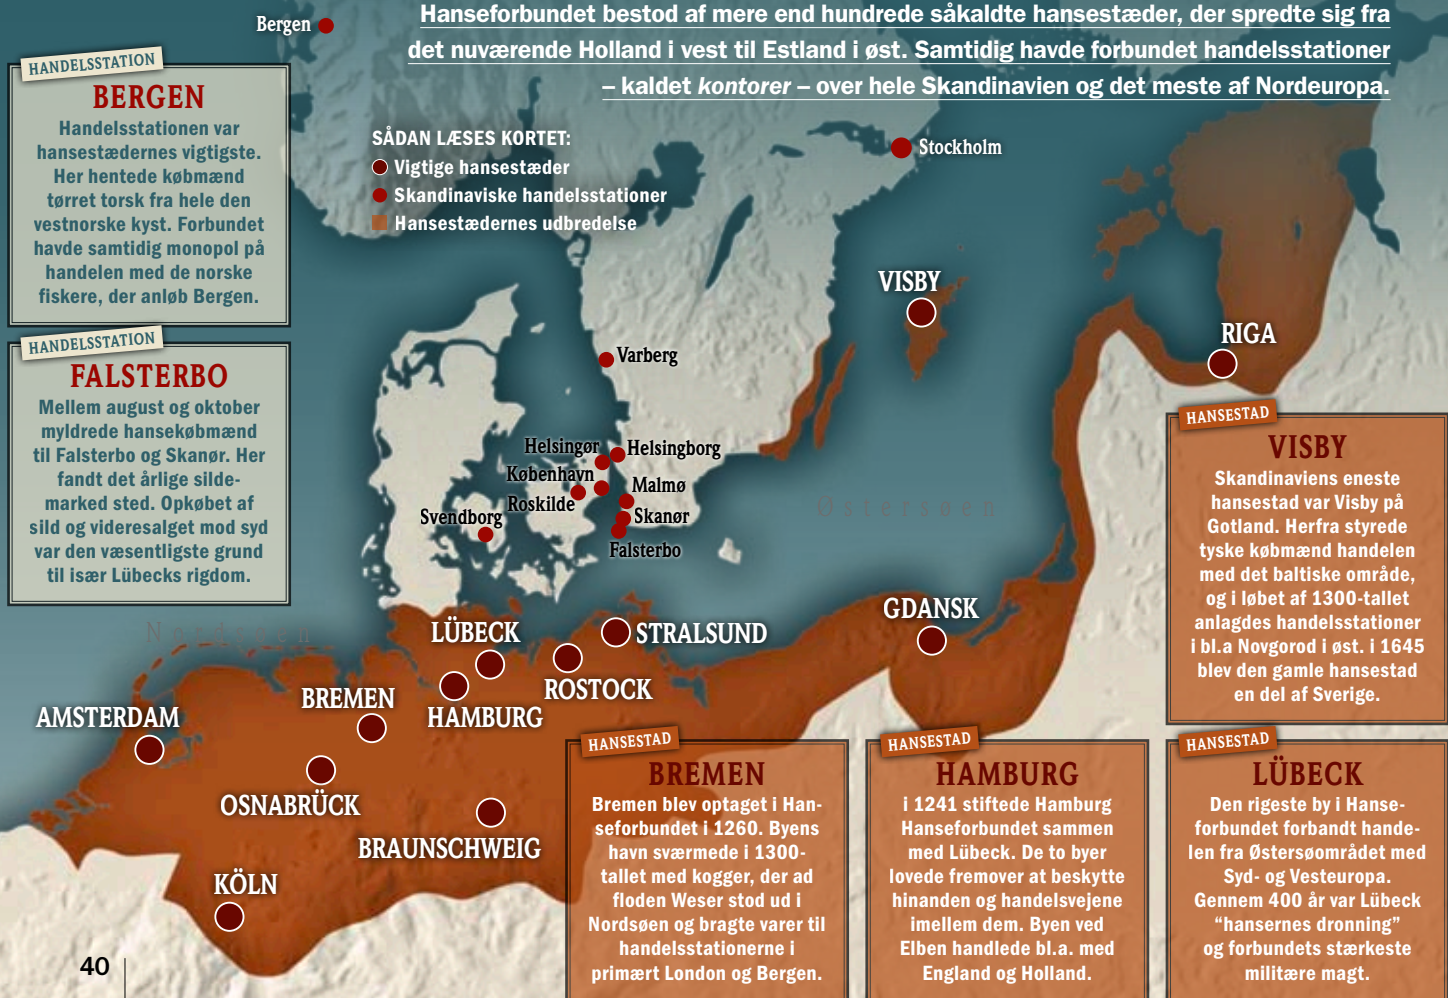 Hanseforbundet bestod af mere end hundrede såkaldte hansestæder, der spredte sig fra
det nuværende Holland i vest til Estland i øst. Samtidig havde forbundet handelsstationer
– kaldet kontorer – over hele Skandinavien og det meste af Nordeuropa.
Bergen
HANDELSSTATION
BERGEN
Handelsstationen var
hansestædernes vigtigste.
Her hentede købmænd
tørret torsk fra hele den
vestnorske kyst. Forbundet
havde samtidig monopol på
handelen med de norske
fiskere, der anløb Bergen.
HANDELSSTATION
FALSTERBO
Mellem august og oktober
myldrede hansekøbmænd
til Falsterbo og Skanør. Her
fandt det årlige silde-
marked sted. Opkøbet af
sild og videresalget mod syd
var den væsentligste grund
til især Lübecks rigdom.
SÅDAN LÆSES KORTET:
Vigtige hansestæder
Skandinaviske handelsstationer
Hansestædernes udbredelse
Stockholm
VISBY
RIGA
Varberg
Helsingør
Helsingborg
København
Malmø
Roskilde
Skanør
Svendborg
Falsterbo
Østersøen
Nordsøen
GDANSK
LÜBECK
STRALSUND
ROSTOCK
BREMEN
HAMBURG
AMSTERDAM
OSNABRÜCK
BRAUNSCHWEIG
KÖLN
HANSESTAD
VISBY
Skandinaviens eneste
hansestad var Visby på
Gotland. Herfra styrede
tyske købmænd handelen
med det baltiske område,
og i løbet af 1300-tallet
anlagdes handelsstationer
i bl.a Novgorod i øst. i 1645
blev den gamle hansestad
en del af Sverige.
HANSESTAD
BREMEN
Bremen blev optaget i Han-
seforbundet i 1260. Byens
havn sværmede i 1300-
tallet med kogger, der ad
floden Weser stod ud i
Nordsøen og bragte varer til
handelsstationerne i
primært London og Bergen.
HANSESTAD
HAMBURG
i 1241 stiftede Hamburg
Hanseforbundet sammen
med Lübeck. De to byer
lovede fremover at beskytte
hinanden og handelsvejene
imellem dem. Byen ved
Elben handlede bl.a. med
England og Holland.
HANSESTAD
LÜBECK
Den rigeste by i Hanse-
forbundet forbandt hande-
len fra Østersøområdet med
Syd- og Vesteuropa.
Gennem 400 år var Lübeck
“hansernes dronning”
og forbundets stærkeste
militære magt.
40